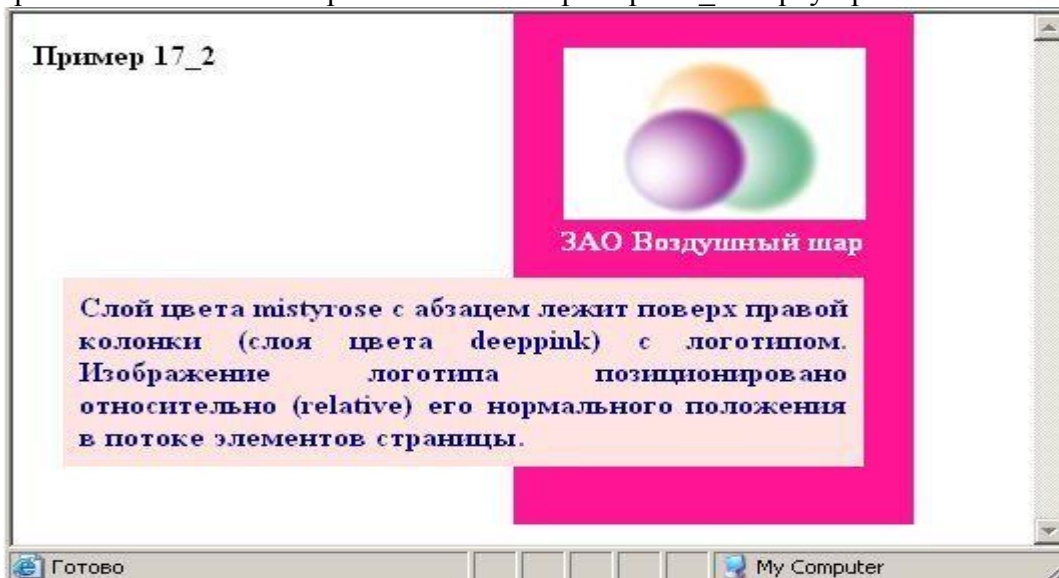 Пример 17_2
ЗАО Воздушный шар
Слой цвета mistyrose с абзацем лежит поверх правой
колонки (слоя цвета deeppink) с логотипом.
Изображение логотипа позиционировано
относительно (relative) его нормального положения
в потоке элементов страницы.
Готово
My Computer